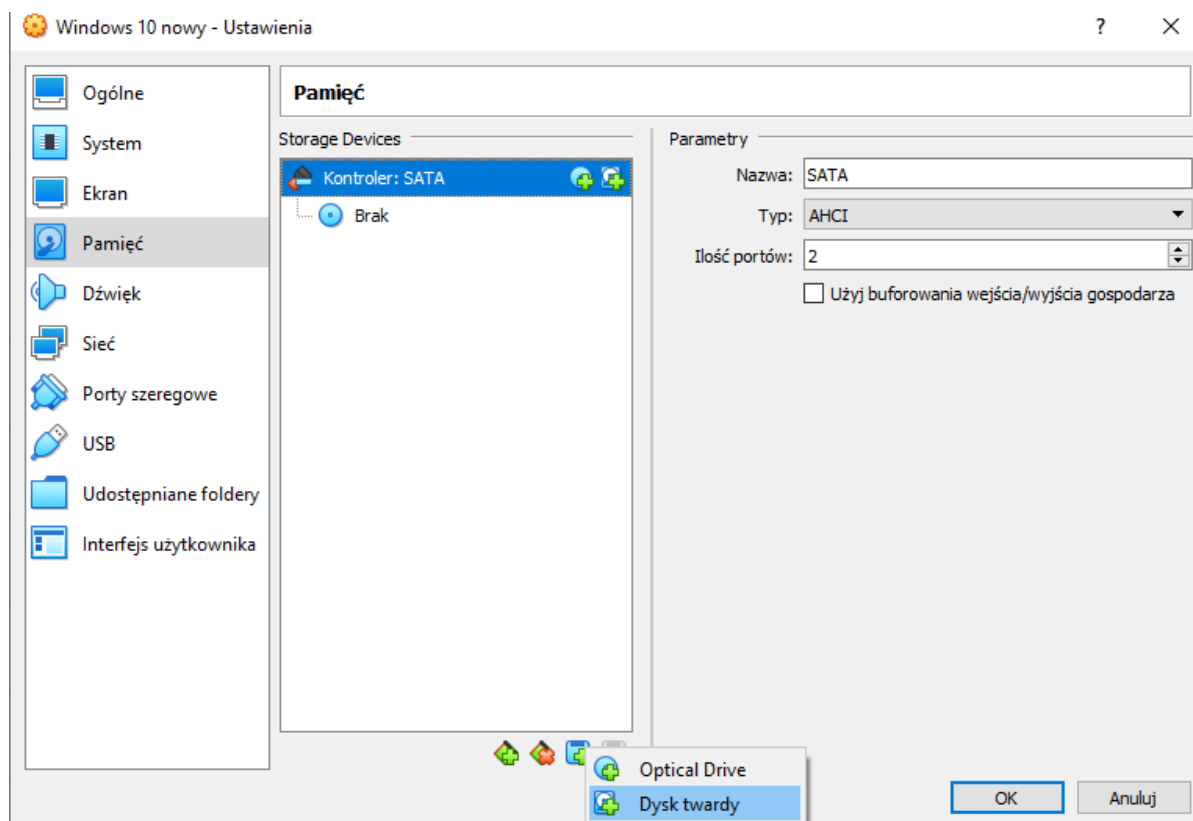 Windows 10 nowy - Ustawienia
?
Ogólne
System
Ekran
Pamięć
Dźwięk
Sieć
Porty szeregowe
USB
Udostępniane foldery
Interfejs użytkownika
Pamięć
Storage Devices
Kontroler: SATA
Brak
Parametry
Nazwa: SATA
Typ: AHCI
Ilość portów: 2
Użyj buforowania wejścia/wyjścia gospodarza
Optical Drive
Dysk twardy
OK
Anuluj